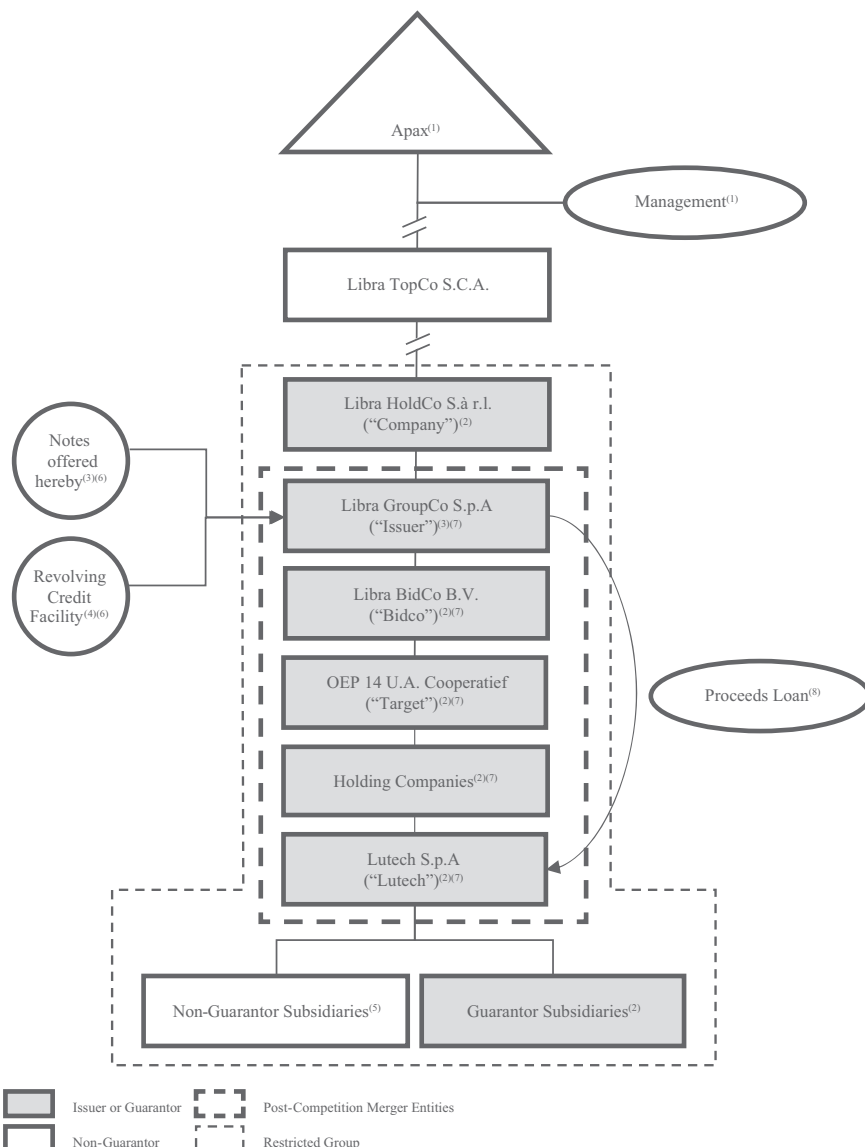 Apax(1)
Management(1)
Libra TopCo S.C.A.
Libra HoldCo S.à r.l.
(“Company”)(2)
Notes
offered
hereby(3)(6)
Libra GroupCo S.p.A
(“Issuer”)(3)(7)
Revolving
Credit
Facility(4)(6)
Libra BidCo B.V.
(“Bidco”)(2)(7)
OEP 14 U.A. Cooperatief
(“Target”)(2)(7)
Proceeds Loan(8)
Holding Companies(2)(7)
Lutech S.p.A
(“Lutech”)(2)(7)
Non-Guarantor Subsidiaries(5)
Guarantor Subsidiaries(2)
Issuer or Guarantor
Post-Competition Merger Entities
Non-Guarantor
Restricted Group